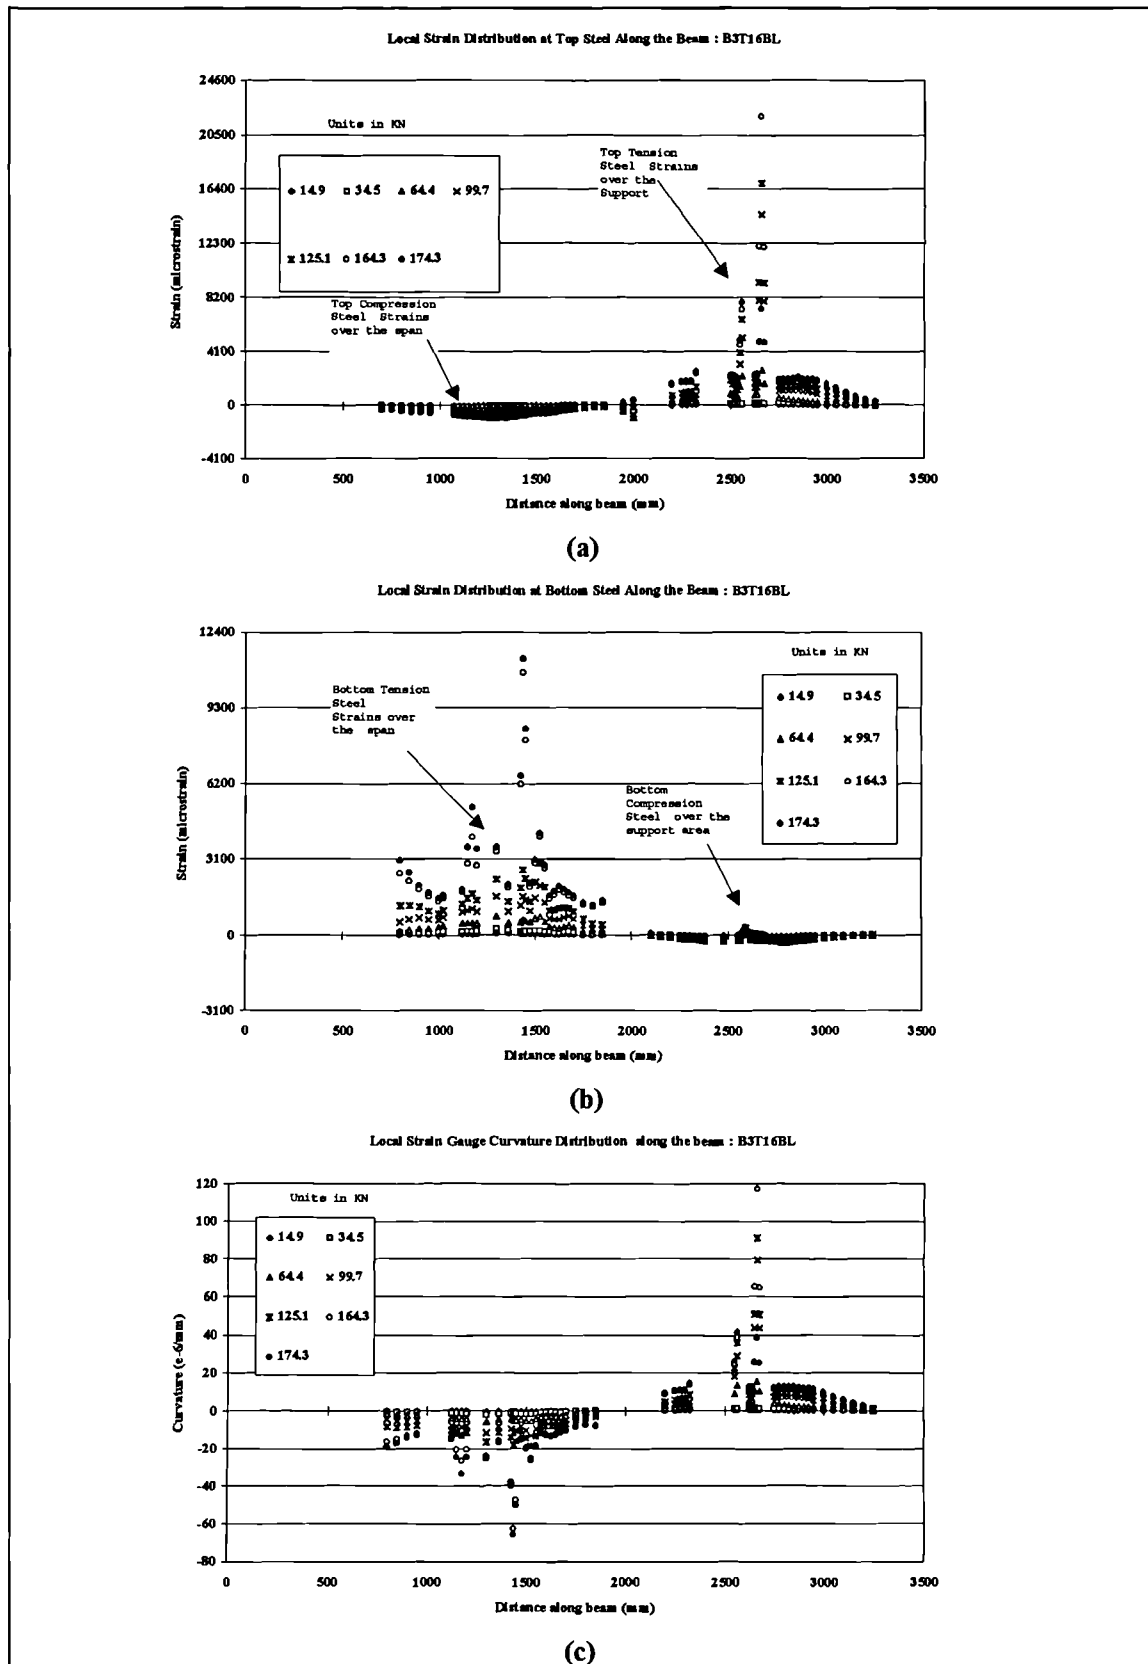 Local Strain Distribution at Top Steel Along the Beam : B3T16BL
24600
20500
16400
12300
8200
4100
0
-4100
Strain (microstrain)
Units in KN
14.9 34.5 64.4 99.7
125.1 164.3 174.3
Top Tension
Steel Strains
over the
Support
Top Compression
Steel Strains
over the span
0 500 1000 1500 2000 2500 3000 3500
Distance along beam (mm)
(a)
Local Strain Distribution at Bottom Steel Along the Beam : B3T16BL
12400
9300
6200
3100
0
-3100
Strain (microstrain)
Units in KN
14.9 34.5
64.4 99.7
125.1 164.3
174.3
Bottom Tension
Steel
Strains over
the span
Bottom
Compression
Steel over the
support area
0 500 1000 1500 2000 2500 3000 3500
Distance along beam (mm)
(b)
Local Strain Gauge Curvature Distribution along the beam : B3T16BL
120
100
80
60
40
20
0
-20
-40
-60
-80
Curvature (e-6/mm)
Units in KN
14.9 34.5
64.4 99.7
125.1 164.3
174.3
0 500 1000 1500 2000 2500 3000 3500
Distance along beam (mm)
(c)